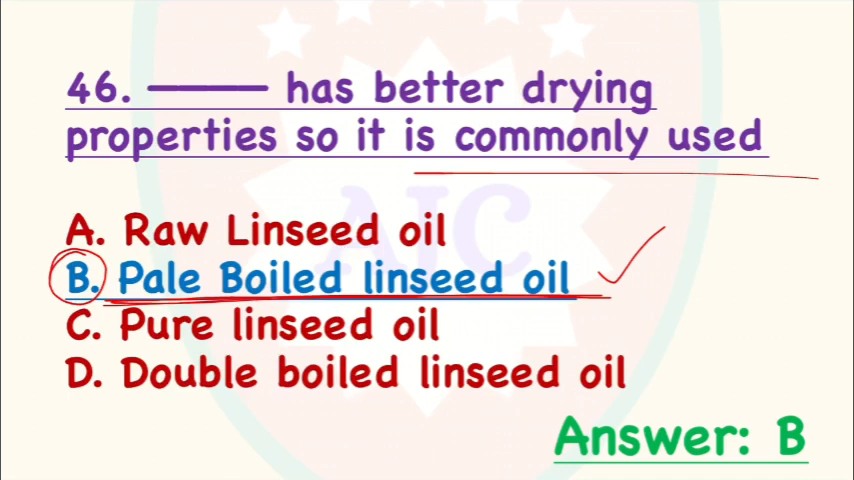 46. ——— has better drying
properties so it is commonly used
AJC
A. Raw Linseed oil
B. Pale Boiled linseed oil
C. Pure linseed oil
D. Double boiled linseed oil
Answer: B